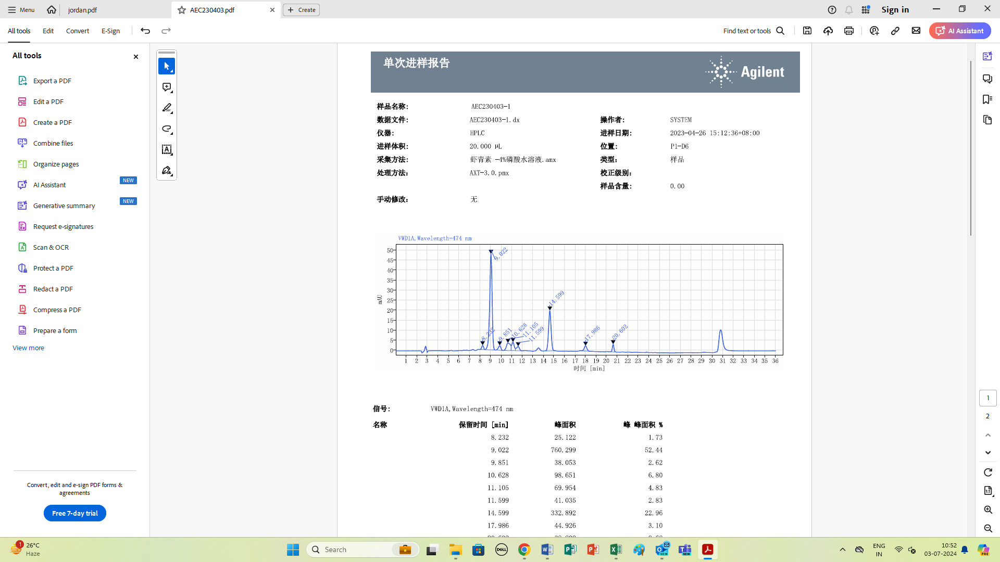 Menu
jordan.pdf
AEC230403.pdf
Create
Sign in
All tools
Edit
Convert
E-Sign
Find text or tools
AI Assistant
All tools
Export a PDF
Edit a PDF
Create a PDF
Combine files
Organize pages
AI Assistant NEW
Generative summary NEW
Request e-signatures
Scan & OCR
Protect a PDF
Redact a PDF
Compress a PDF
Prepare a form
View more
Convert, edit and e-sign PDF forms &
agreements
Free 7-day trial
单次进样报告
Agilent
样品名称: AEC230403-1
数据文件: AEC230403-1.dx 操作者: SYSTEM
仪器: HPLC 进样日期: 2023-04-26 15:12:36+08:00
进样体积: 20.000 μL 位置: P1-D6
采集方法: 虾青素 -4%磷酸水溶液.amx 类型: 样品
处理方法: AXT-3.0.pmx 校正级别:
样品含量: 0.00
手动修改: 无
VWD1A,Wavelength=474 nm
mAU
50
45
40
35
30
25
20
15
10
5
0
8.232
9.022
9.851
10.628
11.105
11.599
14.599
17.986
20.602
1 2 3 4 5 6 7 8 9 10 11 12 13 14 15 16 17 18 19 20 21 22 23 24 25 26 27 28 29 30 31 32 33 34 35 36
时间 [min]
信号: VWD1A,Wavelength=474 nm
名称 保留时间 [min] 峰面积 峰 峰面积 %
8.232 25.122 1.73
9.022 760.299 52.44
9.851 38.053 2.62
10.628 98.651 6.80
11.105 69.954 4.83
11.599 41.035 2.83
14.599 332.892 22.96
17.986 44.926 3.10
1
2
1
26°C
Haze
Search
DELL
ENG
IN
10:52
03-07-2024